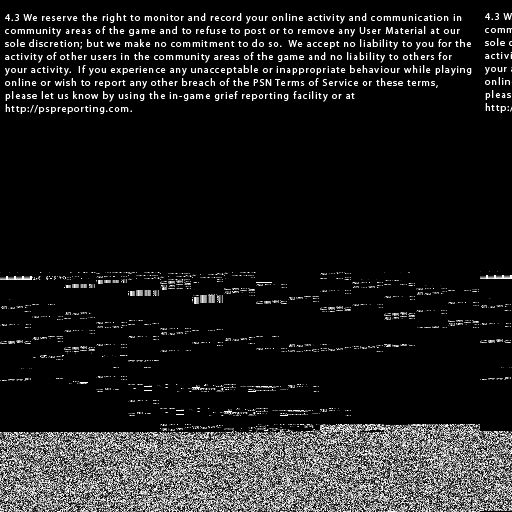 4.3 We reserve the right to monitor and record your online activity and communication in
community areas of the game and to refuse to post or to remove any User Material at our
sole discretion; but we make no commitment to do so.  We accept no liability to you for the
activity of other users in the community areas of the game and no liability to others for
your activity.  If you experience any unacceptable or inappropriate behaviour while playing
online or wish to report any other breach of the PSN Terms of Service or these terms,
please let us know by using the in-game grief reporting facility or at
http://pspreporting.com.
4.3 W
comm
sole
activi
your
onlin
pleas
http:/